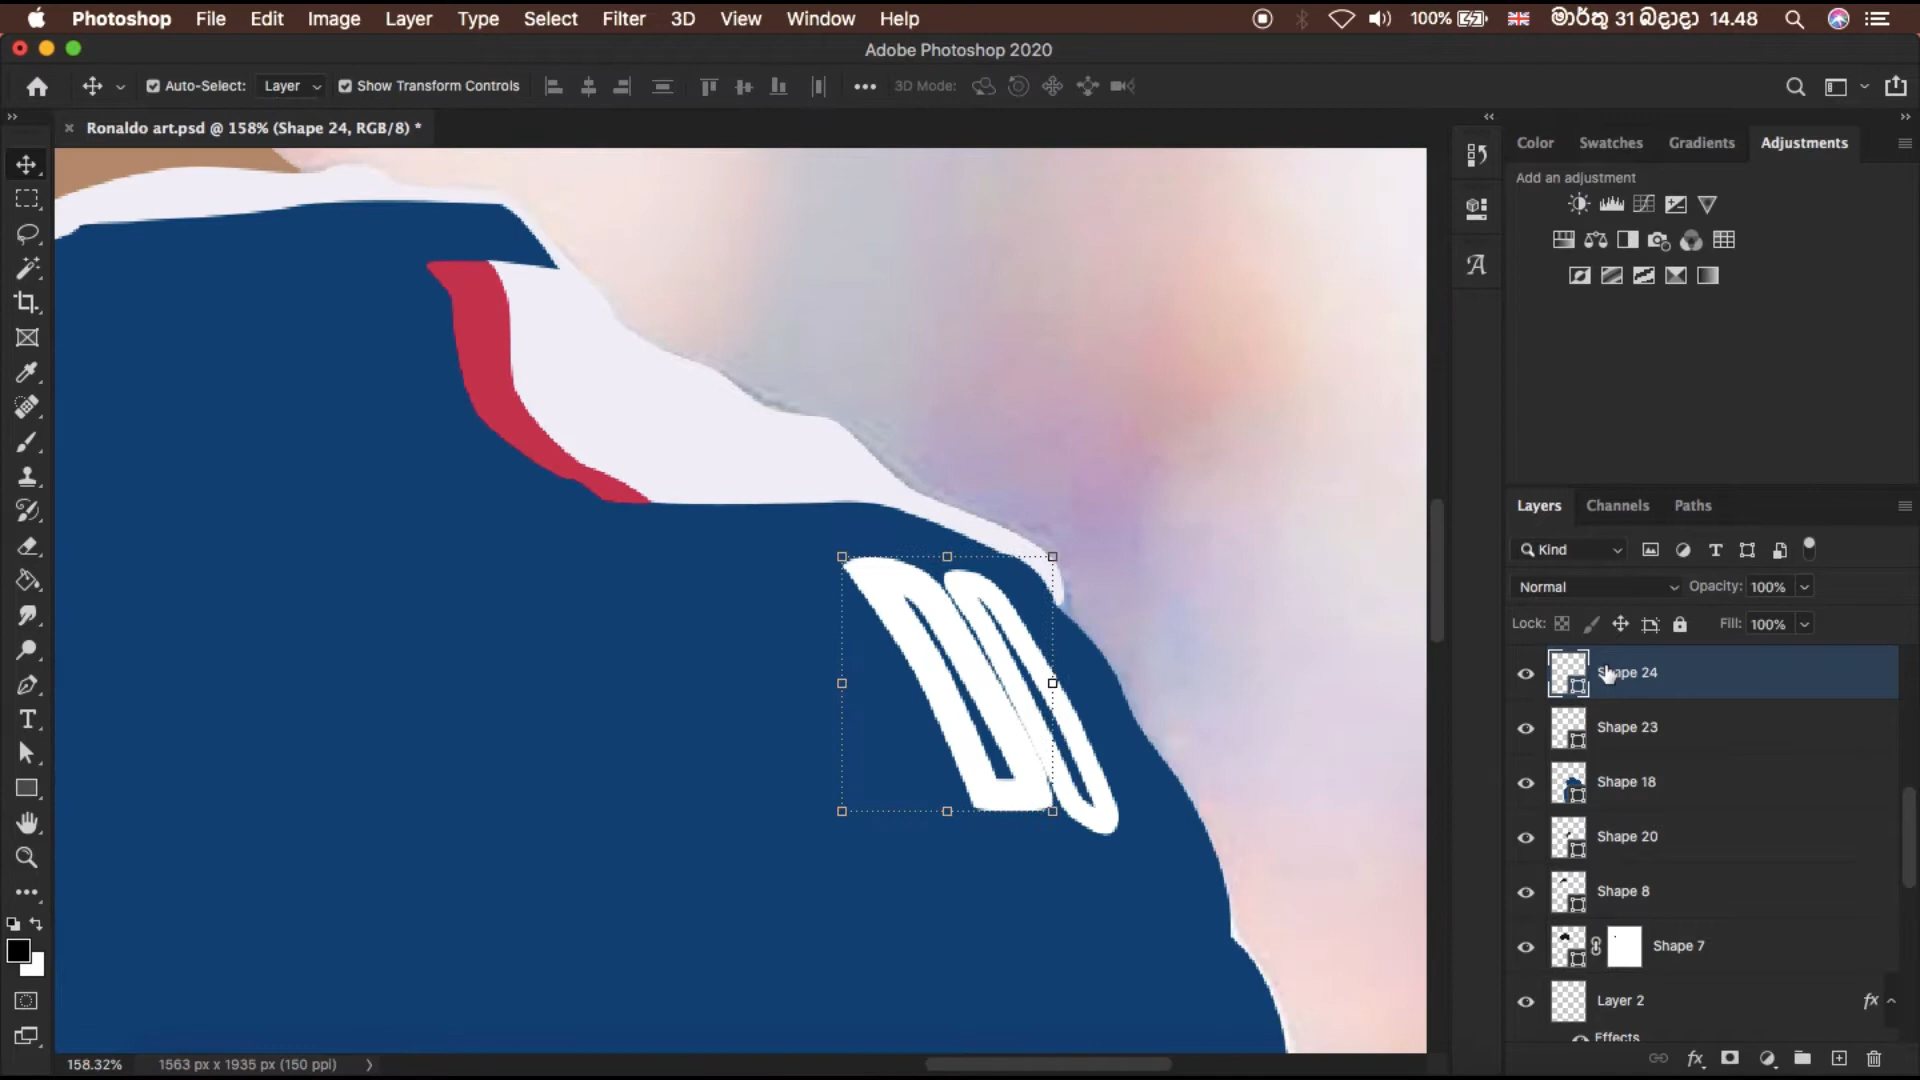 Photoshop File Edit Image Layer Type Select Filter 3D View Window Help 100% මාර්තු 31 බදාදා 14.48
Adobe Photoshop 2020
Auto-Select: Layer Show Transform Controls 3D Mode:
Ronaldo art.psd @ 158% (Shape 24, RGB/8) *
Color Swatches Gradients Adjustments
Add an adjustment
Layers Channels Paths
Kind
Normal Opacity: 100%
Lock: Fill: 100%
Shape 24
Shape 23
Shape 18
Shape 20
Shape 8
Shape 7
Layer 2 fx
Effects
158.32% 1563 px x 1935 px (150 ppi)